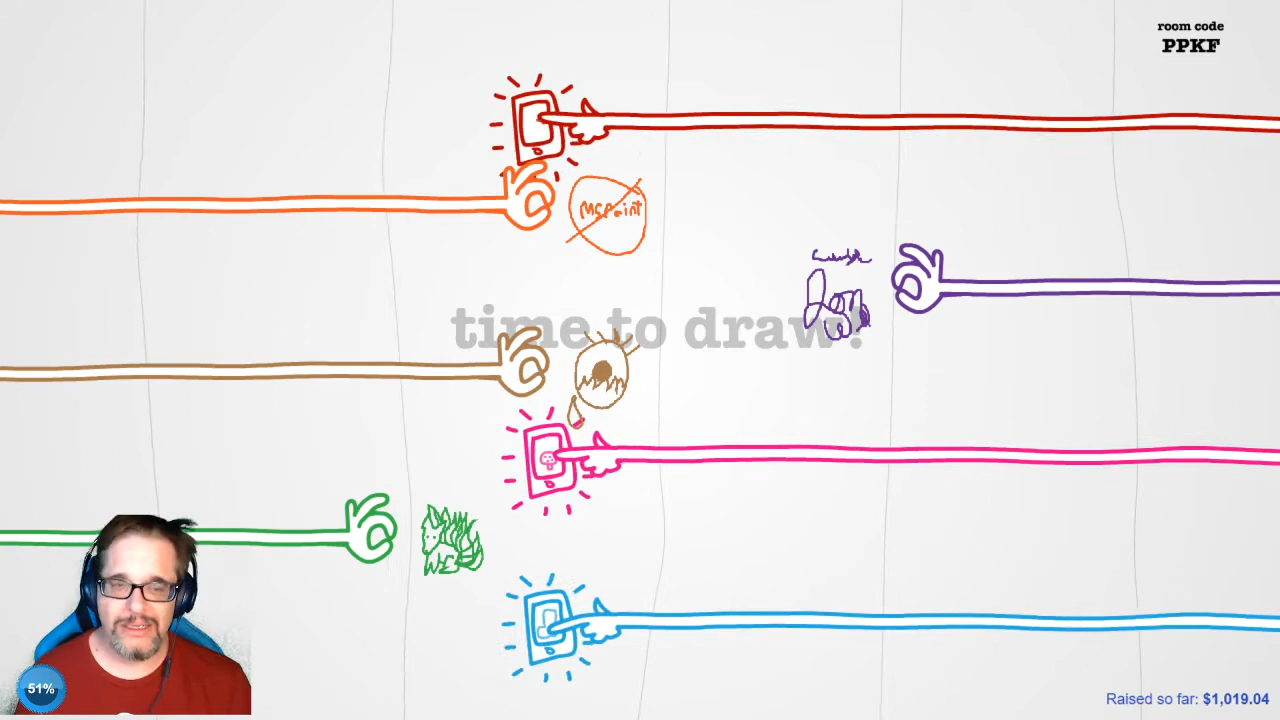 room code
PPKF
MSPaint
time to draw!
51%
Raised so far: $1,019.04